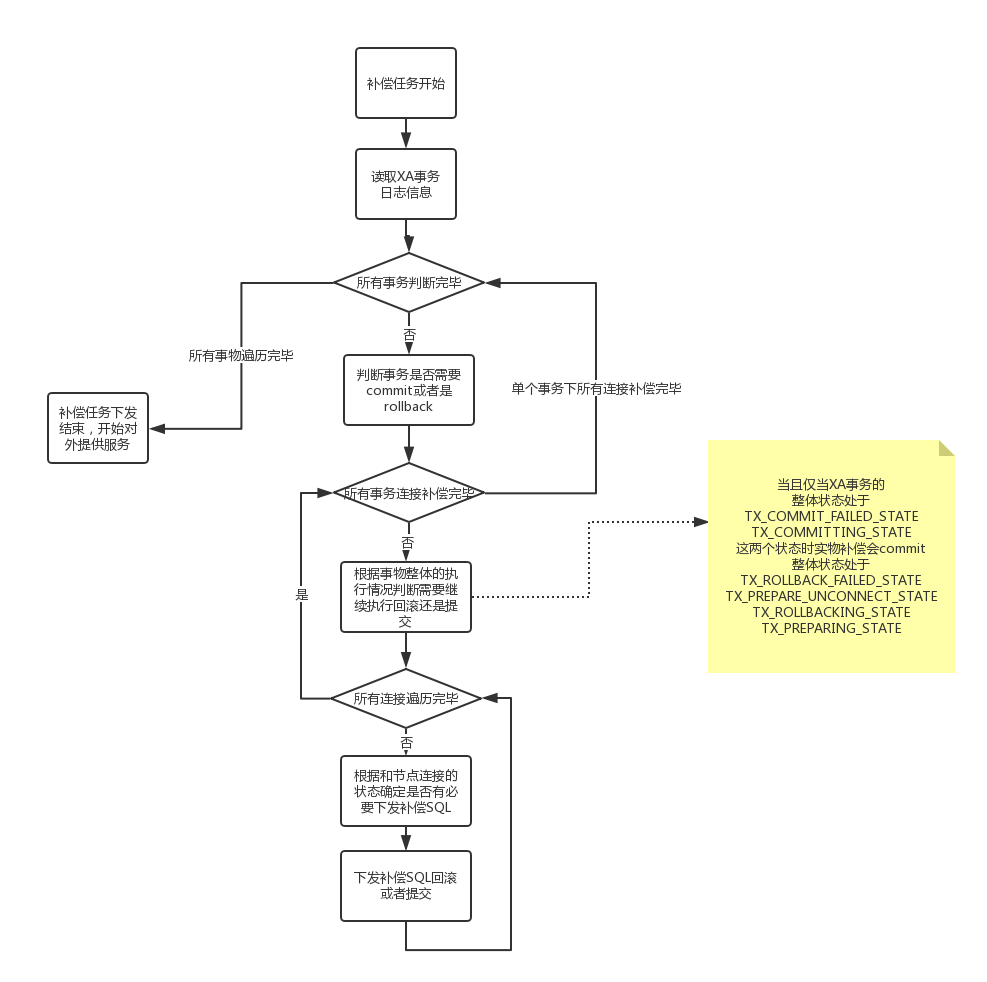 补偿任务开始
读取XA事务
日志信息
所有事务判断完毕
否
所有事物遍历完毕
判断事务是否需要
commit或者是
rollback
单个事务下所有连接补偿完毕
补偿任务下发
结束，开始对
外提供服务
所有事务连接补偿完毕
否
当且仅当XA事务的
整体状态处于
TX_COMMIT_FAILED_STATE
TX_COMMITTING_STATE
这两个状态时实物补偿会commit
整体状态处于
TX_ROLLBACK_FAILED_STATE
TX_PREPARE_UNCONNECT_STATE
TX_ROLLBACKING_STATE
TX_PREPARING_STATE
根据事物整体的执
行情况判断需要继
续执行回滚还是提
交
是
所有连接遍历完毕
否
根据和节点连接的
状态确定是否有必
要下发补偿SQL
下发补偿SQL回滚
或者提交